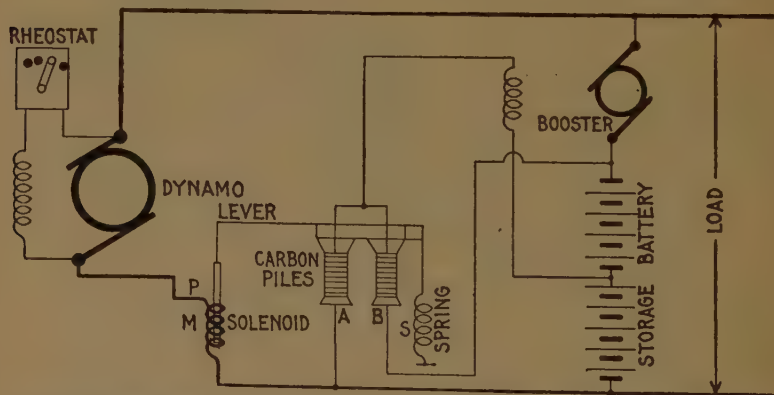 RHEOSTAT
BOOSTER
DYNAMO
LEVER
BATTERY
LOAD
CARBON
PILES
P
M
SOLENOID
A
B
S
SPRING
STORAGE